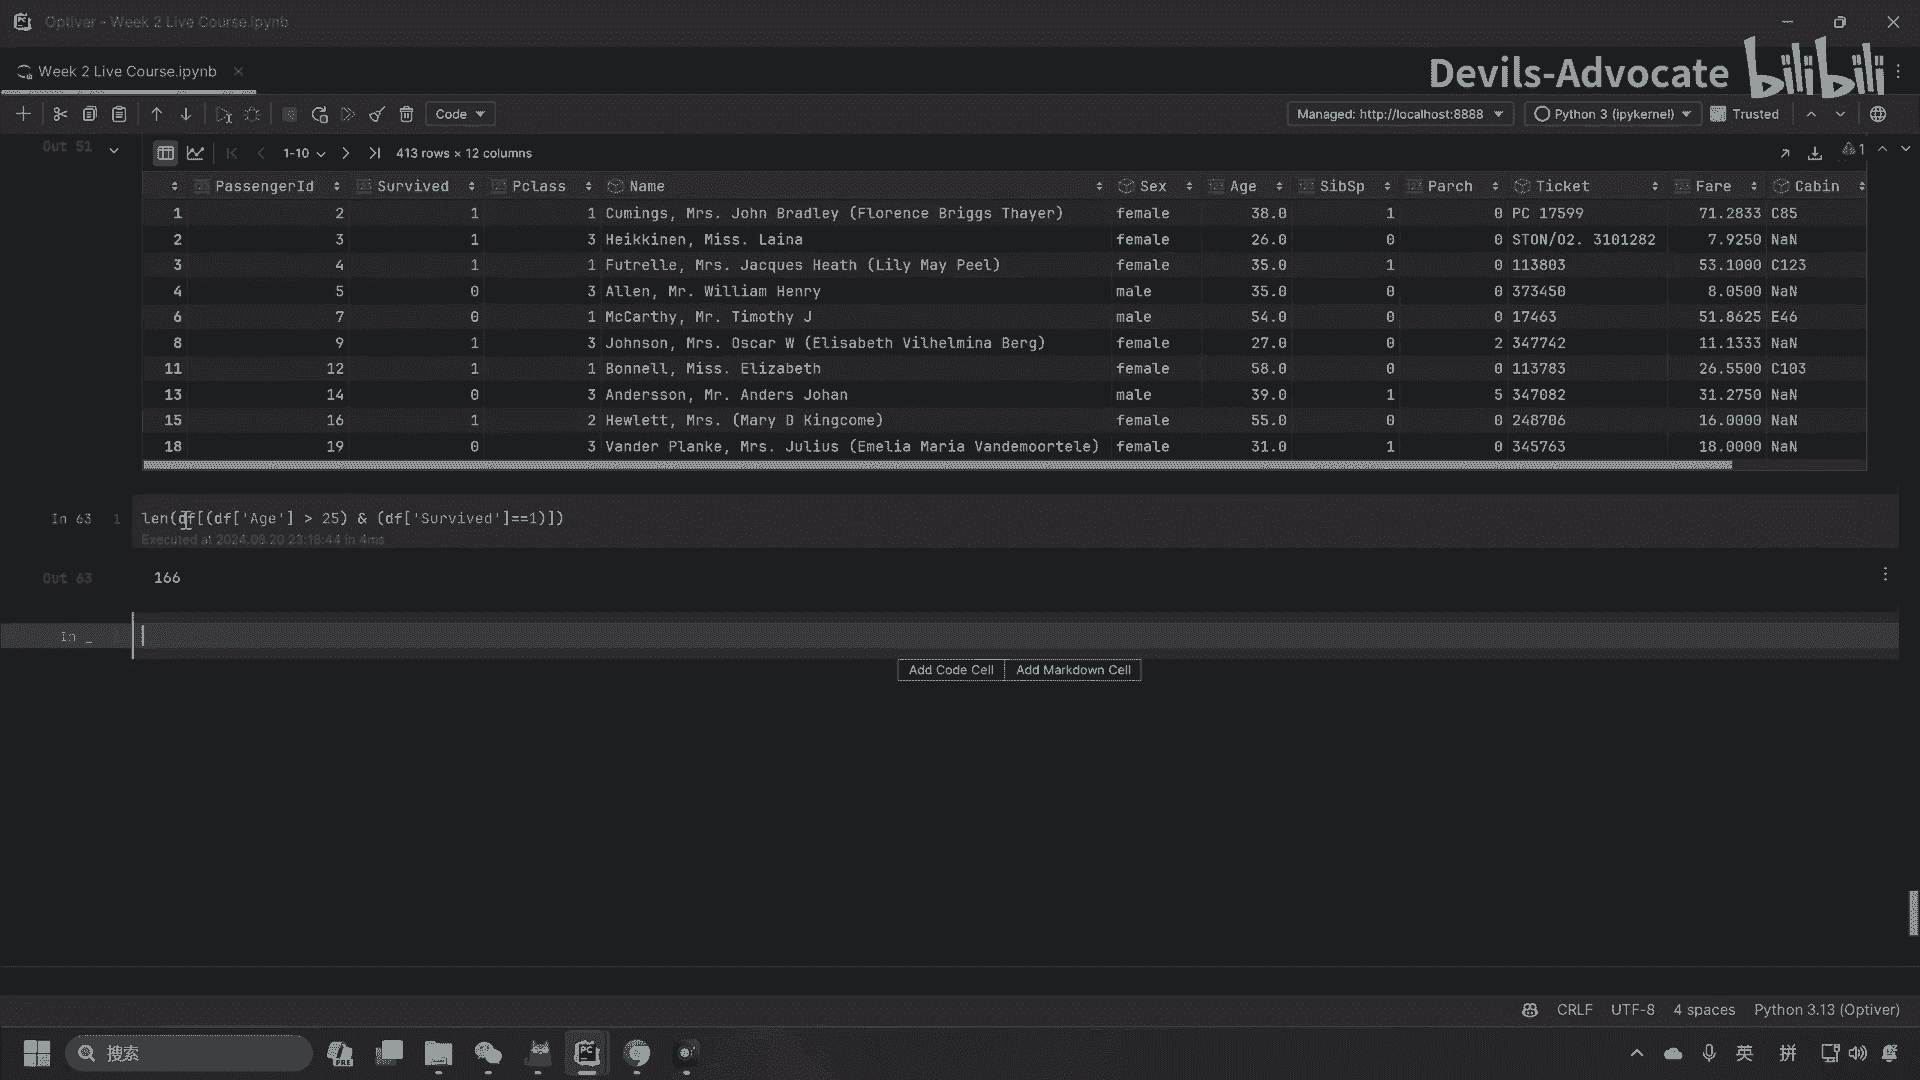 Optiver - Week 2 Live Course.ipynb
Week 2 Live Course.ipynb
Devils-Advocate bilibili
Code
Managed: http://localhost:8888
Python 3 (ipykernel)
Trusted
Out 51
1-10
413 rows × 12 columns
1
PassengerId Survived Pclass Name Sex Age SibSp Parch Ticket Fare Cabin
1 2 1 1 Cumings, Mrs. John Bradley (Florence Briggs Thayer) female 38.0 1 0 PC 17599 71.2833 C85
2 3 1 3 Heikkinen, Miss. Laina female 26.0 0 0 STON/O2. 3101282 7.9250 NaN
3 4 1 1 Futrelle, Mrs. Jacques Heath (Lily May Peel) female 35.0 1 0 113803 53.1000 C123
4 5 0 3 Allen, Mr. William Henry male 35.0 0 0 373450 8.0500 NaN
6 7 0 1 McCarthy, Mr. Timothy J male 54.0 0 0 17463 51.8625 E46
8 9 1 3 Johnson, Mrs. Oscar W (Elisabeth Vilhelmina Berg) female 27.0 0 2 347742 11.1333 NaN
11 12 1 1 Bonnell, Miss. Elizabeth female 58.0 0 0 113783 26.5500 C103
13 14 0 3 Andersson, Mr. Anders Johan male 39.0 1 5 347082 31.2750 NaN
15 16 1 2 Hewlett, Mrs. (Mary D Kingcome) female 55.0 0 0 248706 16.0000 NaN
18 19 0 3 Vander Planke, Mrs. Julius (Emelia Maria Vandemoortele) female 31.0 1 0 345763 18.0000 NaN
In 63 1 len(df[(df['Age'] > 25) & (df['Survived']==1)])
Executed at 2024.09.20 23:18:44 in 4ms
Out 63 166
In _
Add Code Cell Add Markdown Cell
CRLF UTF-8 4 spaces Python 3.13 (Optiver)
搜索
PRE
PC
英
拼